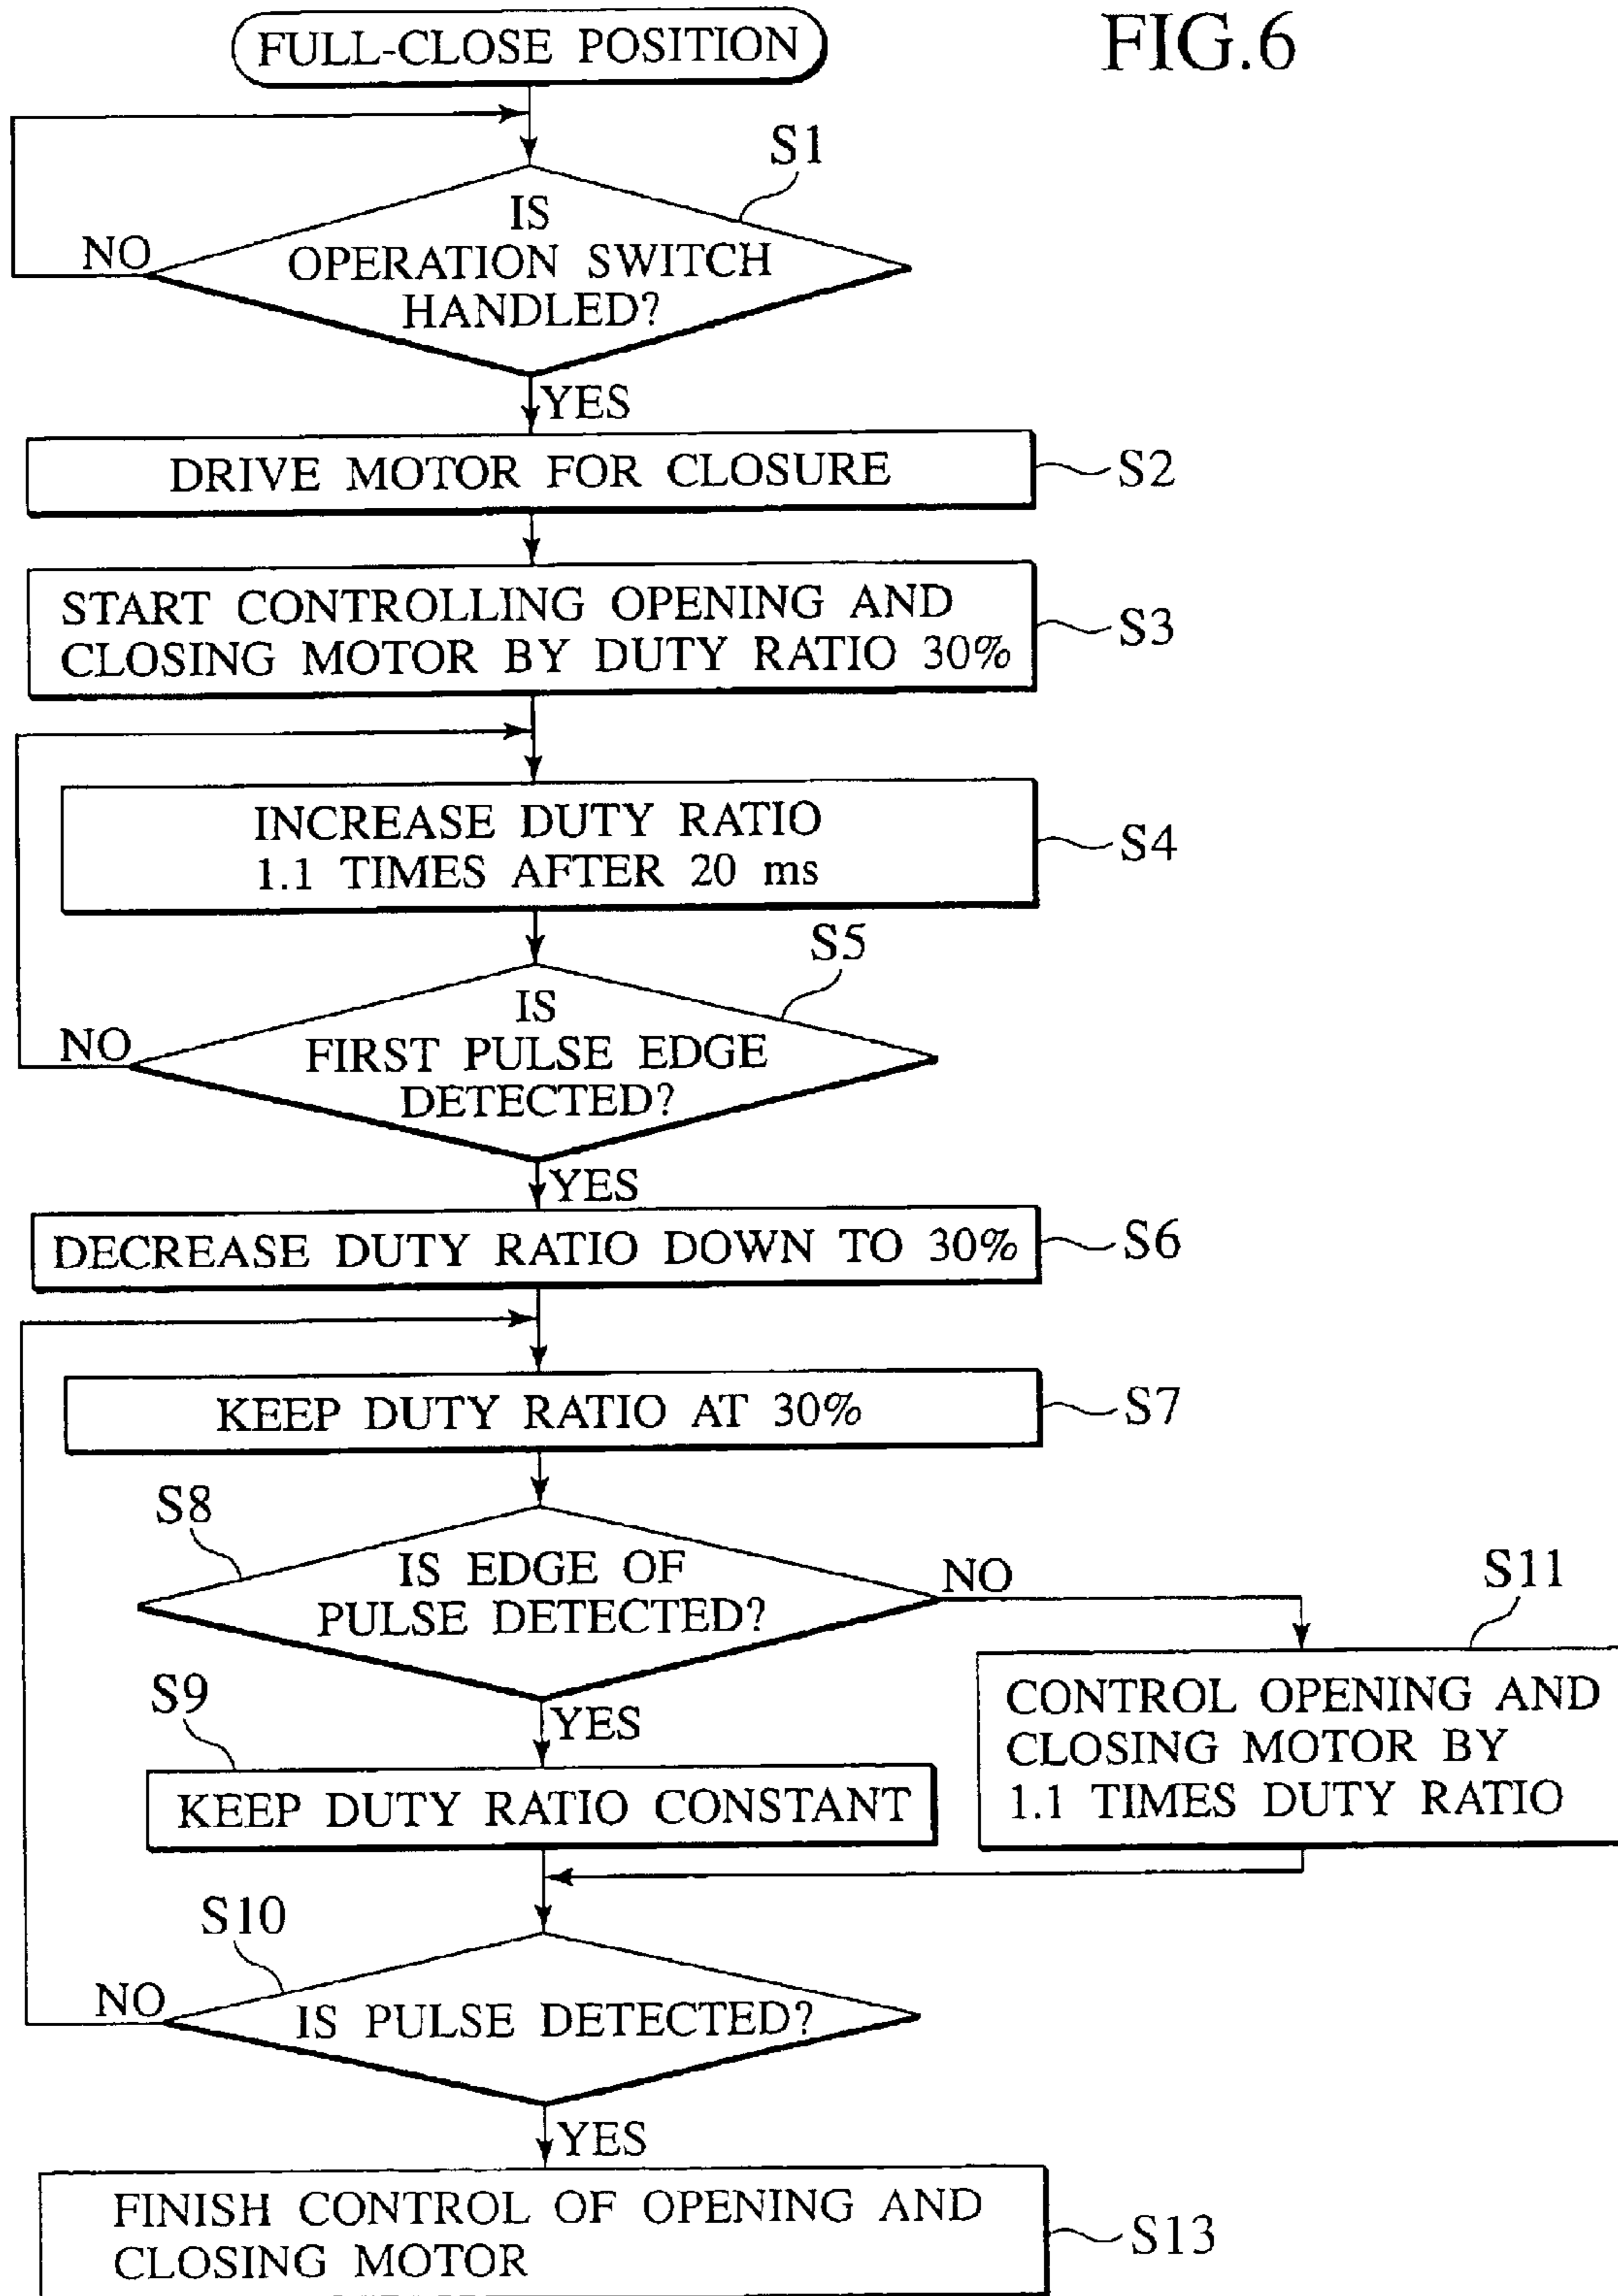 FIG.6
FULL-CLOSE POSITION
S1
IS
OPERATION SWITCH
HANDLED?
NO
YES
DRIVE MOTOR FOR CLOSURE
S2
START CONTROLLING OPENING AND
CLOSING MOTOR BY DUTY RATIO 30%
S3
INCREASE DUTY RATIO
1.1 TIMES AFTER 20 ms
S4
S5
IS
FIRST PULSE EDGE
DETECTED?
NO
YES
DECREASE DUTY RATIO DOWN TO 30%
S6
KEEP DUTY RATIO AT 30%
S7
S8
IS EDGE OF
PULSE DETECTED?
NO
YES
S11
CONTROL OPENING AND
CLOSING MOTOR BY
1.1 TIMES DUTY RATIO
S9
KEEP DUTY RATIO CONSTANT
S10
IS PULSE DETECTED?
NO
YES
FINISH CONTROL OF OPENING AND
CLOSING MOTOR
S13